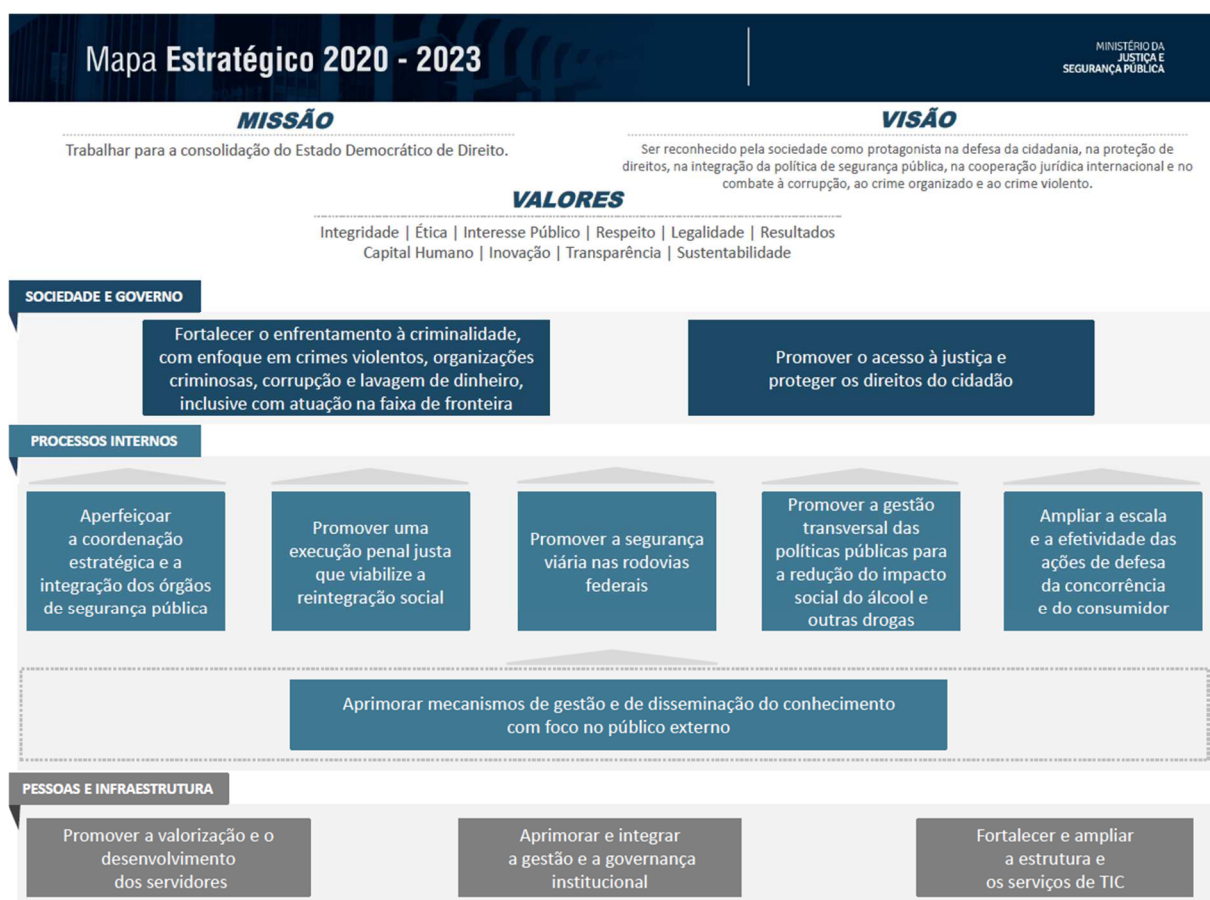 Mapa Estratégico 2020 - 2023
MINISTÉRIO DA
JUSTIÇA E
SEGURANÇA PÚBLICA
MISSÃO
Trabalhar para a consolidação do Estado Democrático de Direito.
VISÃO
Ser reconhecido pela sociedade como protagonista na defesa da cidadania, na proteção de
direitos, na integração da política de segurança pública, na cooperação jurídica internacional e no
combate à corrupção, ao crime organizado e ao crime violento.
VALORES
Integridade | Ética | Interesse Público | Respeito | Legalidade | Resultados
Capital Humano | Inovação | Transparência | Sustentabilidade
SOCIEDADE E GOVERNO
Fortalecer o enfrentamento à criminalidade,
com enfoque em crimes violentos, organizações
criminosas, corrupção e lavagem de dinheiro,
inclusive com atuação na faixa de fronteira
Promover o acesso à justiça e
proteger os direitos do cidadão
PROCESSOS INTERNOS
Aperfeiçoar
a coordenação
estratégica e a
integração dos órgãos
de segurança pública
Promover uma
execução penal justa
que viabilize a
reintegração social
Promover a segurança
viária nas rodovias
federais
Promover a gestão
transversal das
políticas públicas para
a redução do impacto
social do álcool e
outras drogas
Ampliar a escala
e a efetividade das
ações de defesa
da concorrência
e do consumidor
Aprimorar mecanismos de gestão e de disseminação do conhecimento
com foco no público externo
PESSOAS E INFRAESTRUTURA
Promover a valorização e o
desenvolvimento
dos servidores
Aprimorar e integrar
a gestão e a governança
institucional
Fortalecer e ampliar
a estrutura e
os serviços de TIC